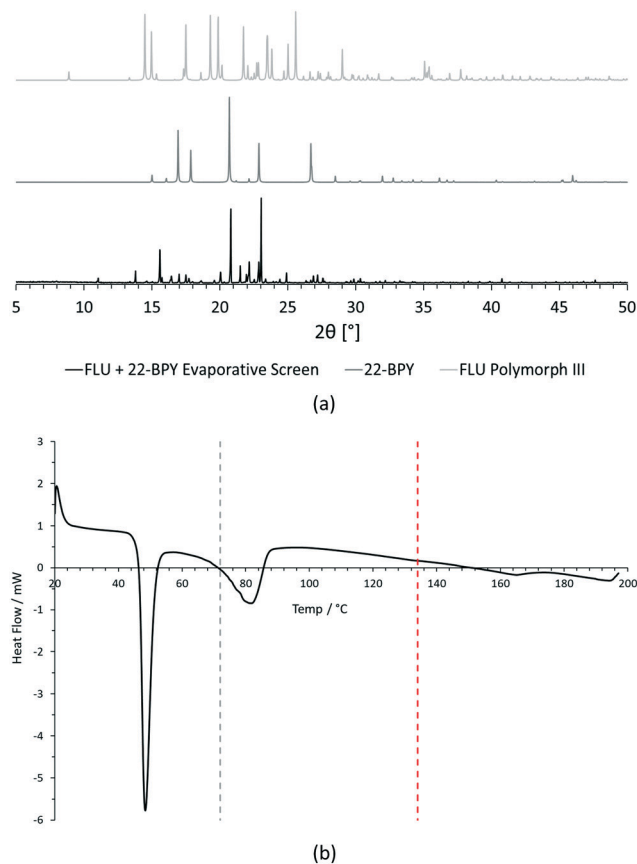 5 10 15 20 25 30 35 40 45 50
2θ [°]
FLU + 22-BPY Evaporative Screen 22-BPY FLU Polymorph III
(a)
3
2
1
0
-1
-2
-3
-4
-5
-6
20 40 60 80 100 120 140 160 180 200
Temp / °C
Heat Flow / mW
(b)